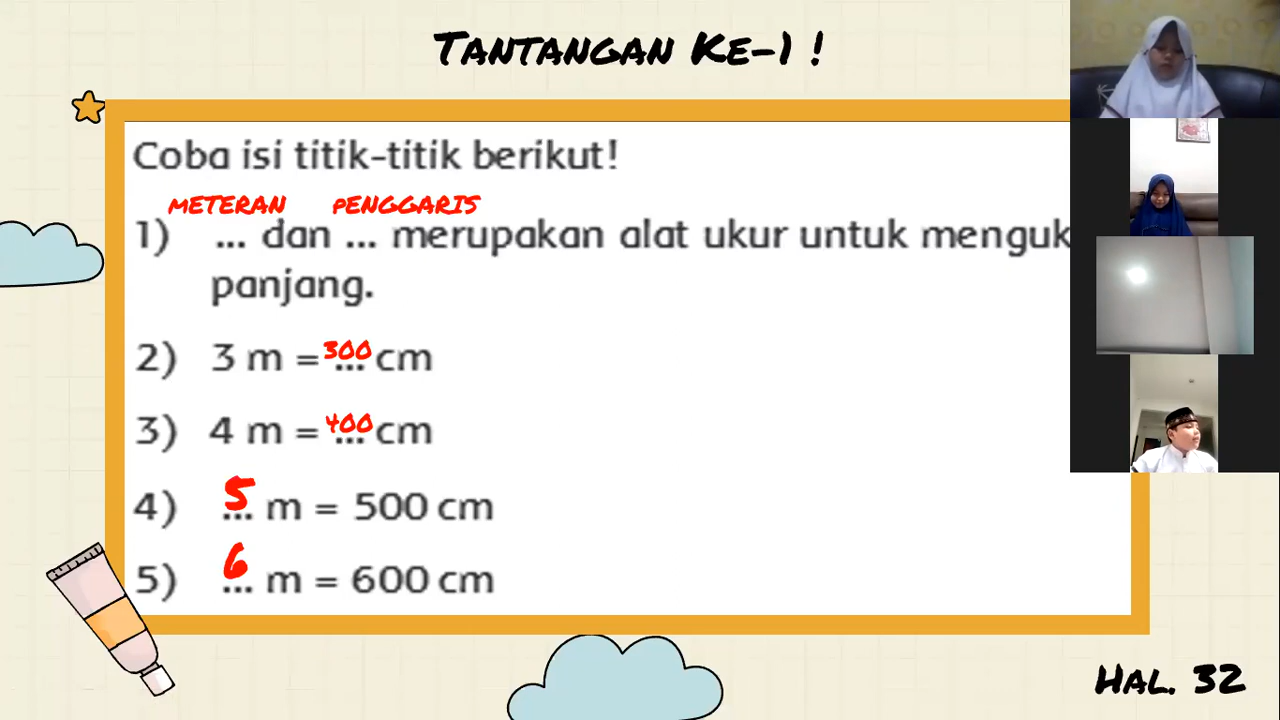 TANTANGAN KE-1 !
Coba isi titik-titik berikut!
METERAN PENGGARIS
1) ... dan ... merupakan alat ukur untuk menguk
panjang.
2) 3 m = 300 ... cm
3) 4 m = 400 ... cm
4) 5 ... m = 500 cm
5) 6 ... m = 600 cm
HAL. 32